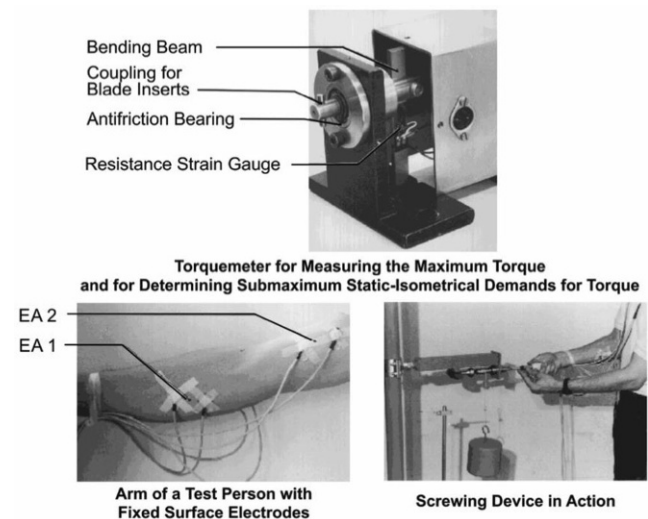 Bending Beam
Coupling for
Blade Inserts
Antifriction Bearing
Resistance Strain Gauge
Torquemeter for Measuring the Maximum Torque
and for Determining Submaximum Static-Isometrical Demands for Torque
EA 2
EA 1
Arm of a Test Person with
Fixed Surface Electrodes
Screwing Device in Action